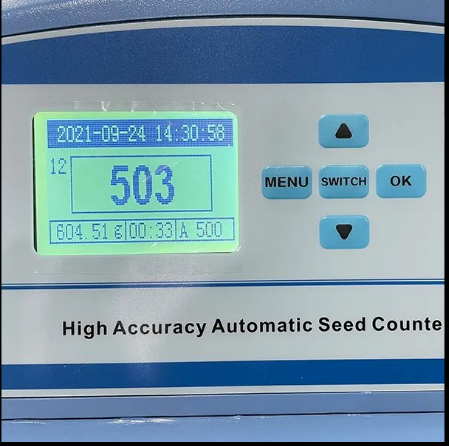 2021-09-24 14:30:58
12
503
604.51 g 00:33 A 500
MENU SWITCH OK
High Accuracy Automatic Seed Counte